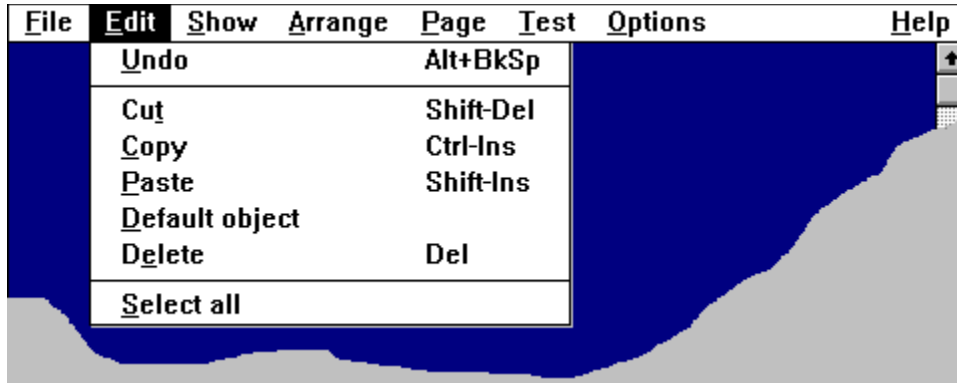 File Edit Show Arrange Page Test Options Help
Undo Alt+BkSp
Cut Shift-Del
Copy Ctrl-Ins
Paste Shift-Ins
Default object
Delete Del
Select all